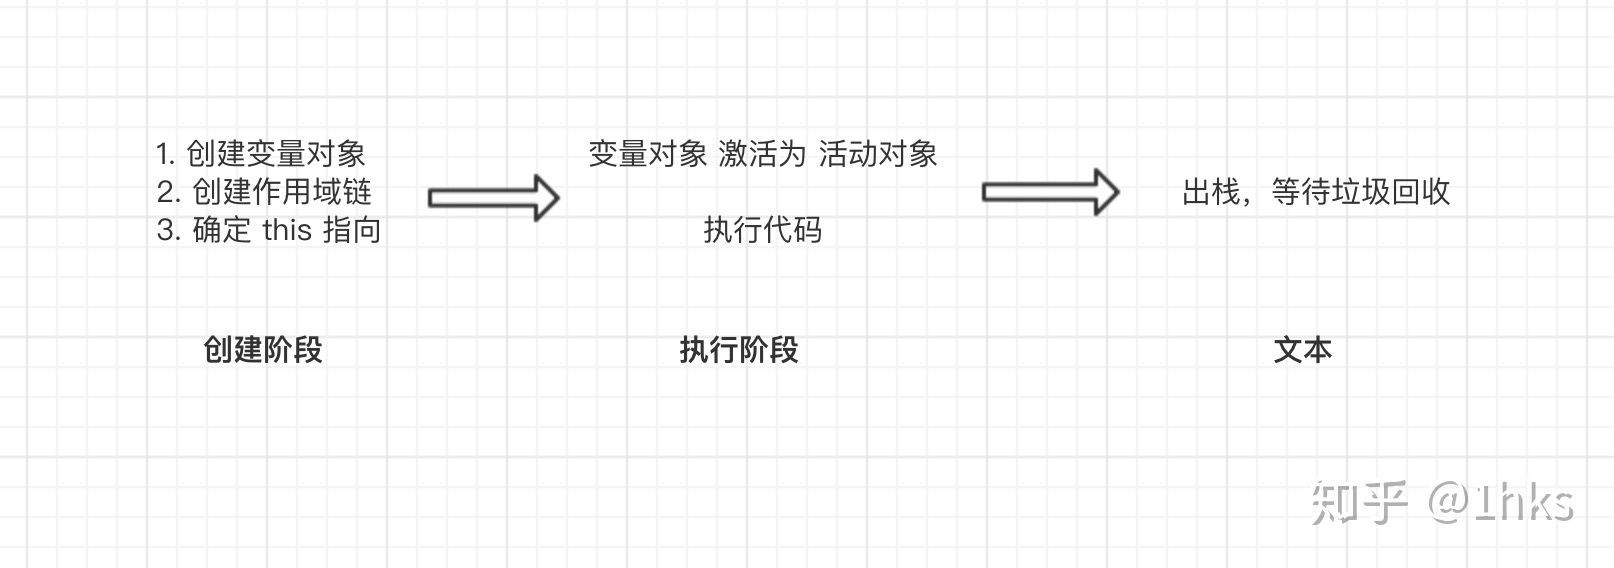 1. 创建变量对象
2. 创建作用域链
3. 确定 this 指向
变量对象 激活为 活动对象
执行代码
出栈，等待垃圾回收
创建阶段
执行阶段
文本
知乎 @1hks